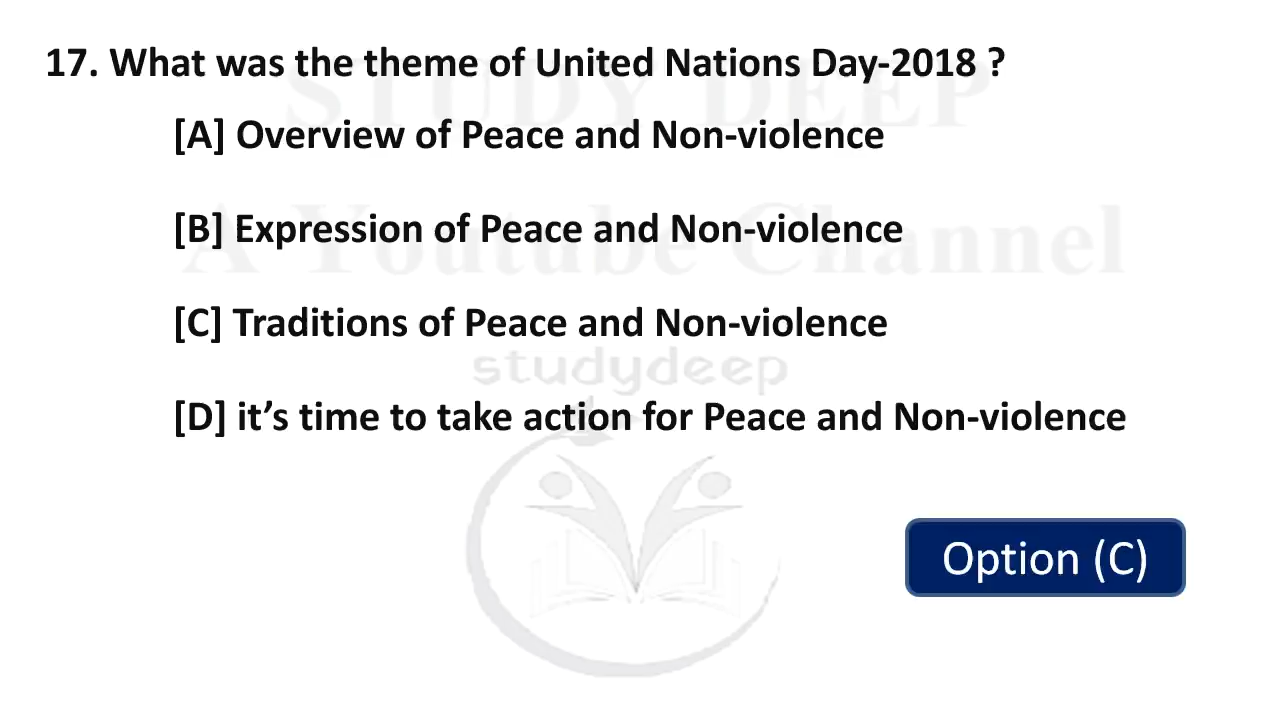 STUDY DEEP
17. What was the theme of United Nations Day-2018 ?
[A] Overview of Peace and Non-violence
A Youtube Channel
[B] Expression of Peace and Non-violence
[C] Traditions of Peace and Non-violence
studydeep
[D] it’s time to take action for Peace and Non-violence
Option (C)